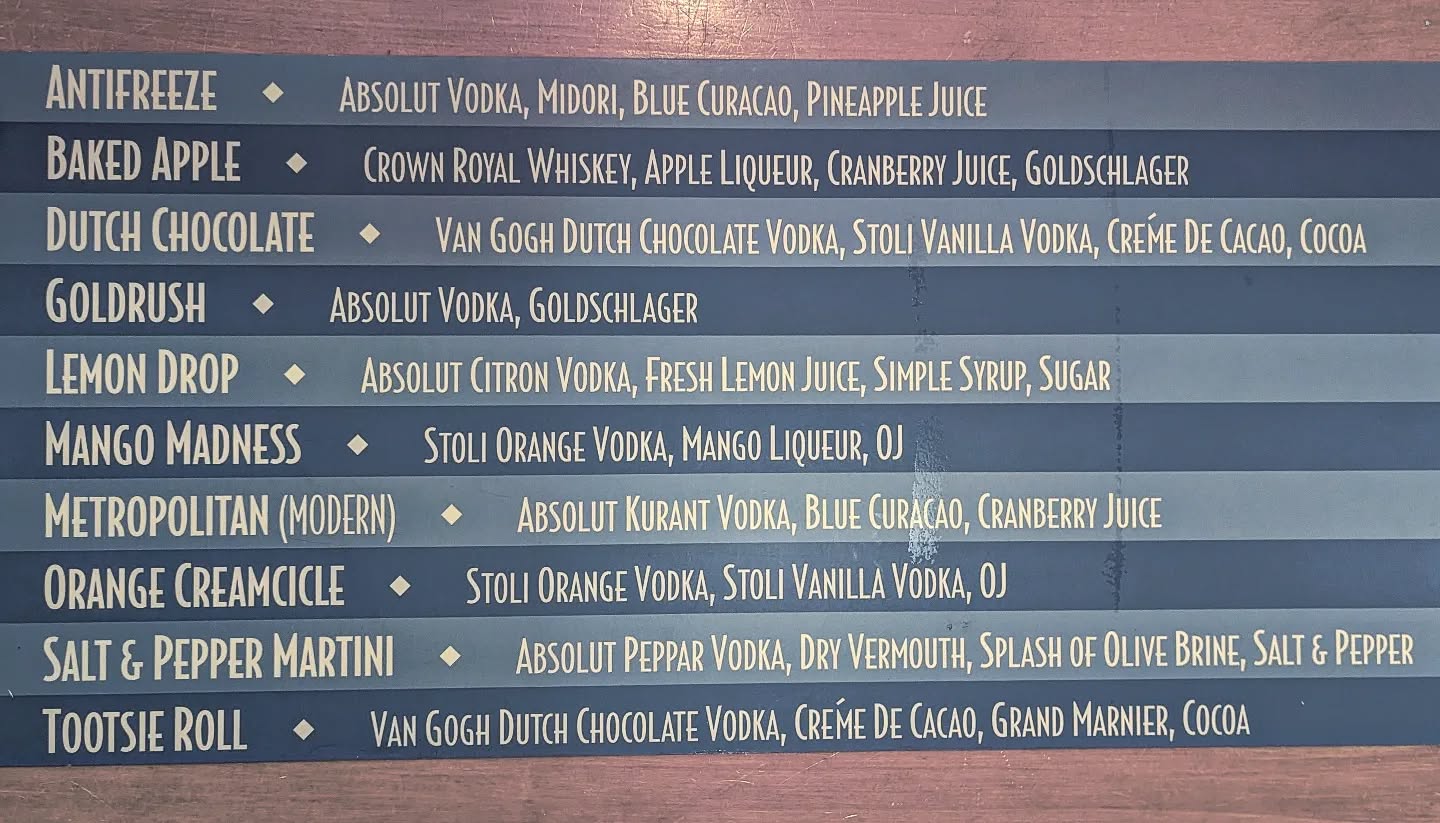 ANTIFREEZE ◆ ABSOLUT VODKA, MIDORI, BLUE CURACAO, PINEAPPLE JUICE
BAKED APPLE ◆ CROWN ROYAL WHISKEY, APPLE LIQUEUR, CRANBERRY JUICE, GOLDSCHLAGER
DUTCH CHOCOLATE ◆ VAN GOGH DUTCH CHOCOLATE VODKA, STOLI VANILLA VODKA, CREḾE DE CACAO, COCOA
GOLDRUSH ◆ ABSOLUT VODKA, GOLDSCHLAGER
LEMON DROP ◆ ABSOLUT CITRON VODKA, FRESH LEMON JUICE, SIMPLE SYRUP, SUGAR
MANGO MADNESS ◆ STOLI ORANGE VODKA, MANGO LIQUEUR, OJ
METROPOLITAN (MODERN) ◆ ABSOLUT KURANT VODKA, BLUE CURACAO, CRANBERRY JUICE
ORANGE CREAMCICLE ◆ STOLI ORANGE VODKA, STOLI VANILLA VODKA, OJ
SALT & PEPPER MARTINI ◆ ABSOLUT PEPPAR VODKA, DRY VERMOUTH, SPLASH OF OLIVE BRINE, SALT & PEPPER
TOOTSIE ROLL ◆ VAN GOGH DUTCH CHOCOLATE VODKA, CREḾE DE CACAO, GRAND MARNIER, COCOA